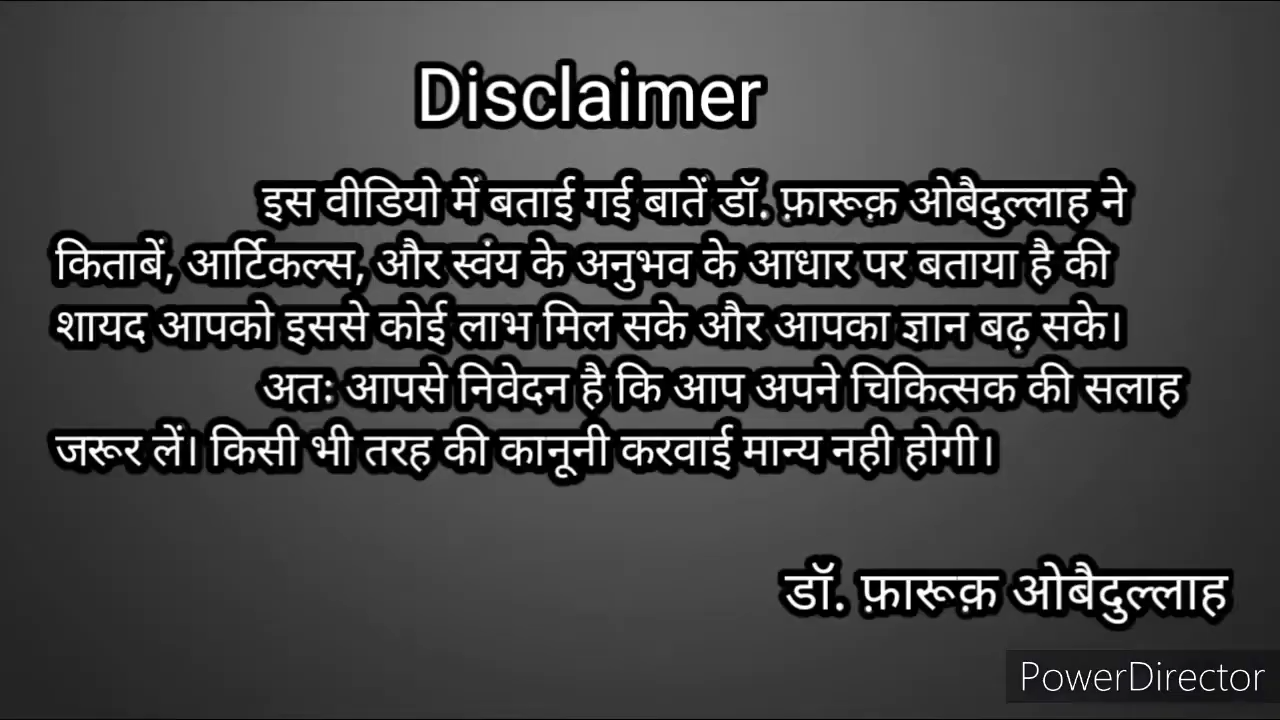 Disclaimer
इस वीडियो में बताई गई बातें डॉ. फ़ारूक़ ओबैदुल्लाह ने
किताबें, आर्टिकल्स, और स्वंय के अनुभव के आधार पर बताया है की
शायद आपको इससे कोई लाभ मिल सके और आपका ज्ञान बढ़ सके।
अतः आपसे निवेदन है कि आप अपने चिकित्सक की सलाह
जरूर लें। किसी भी तरह की कानूनी करवाई मान्य नही होगी।
डॉ. फ़ारूक़ ओबैदुल्लाह
PowerDirector